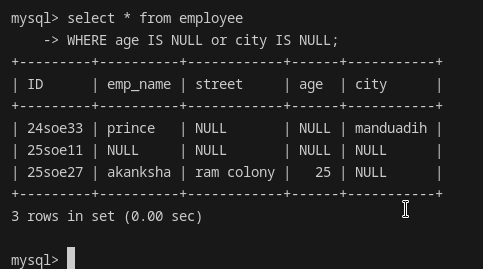 mysql> select * from employee
    -> WHERE age IS NULL or city IS NULL;
+---------+----------+------------+------+-----------+
| ID      | emp_name | street     | age  | city      |
+---------+----------+------------+------+-----------+
| 24soe33 | prince   | NULL       | NULL | manduadih |
| 25soe11 | NULL     | NULL       | NULL | NULL      |
| 25soe27 | akanksha | ram colony |   25 | NULL      |
+---------+----------+------------+------+-----------+
3 rows in set (0.00 sec)

mysql>